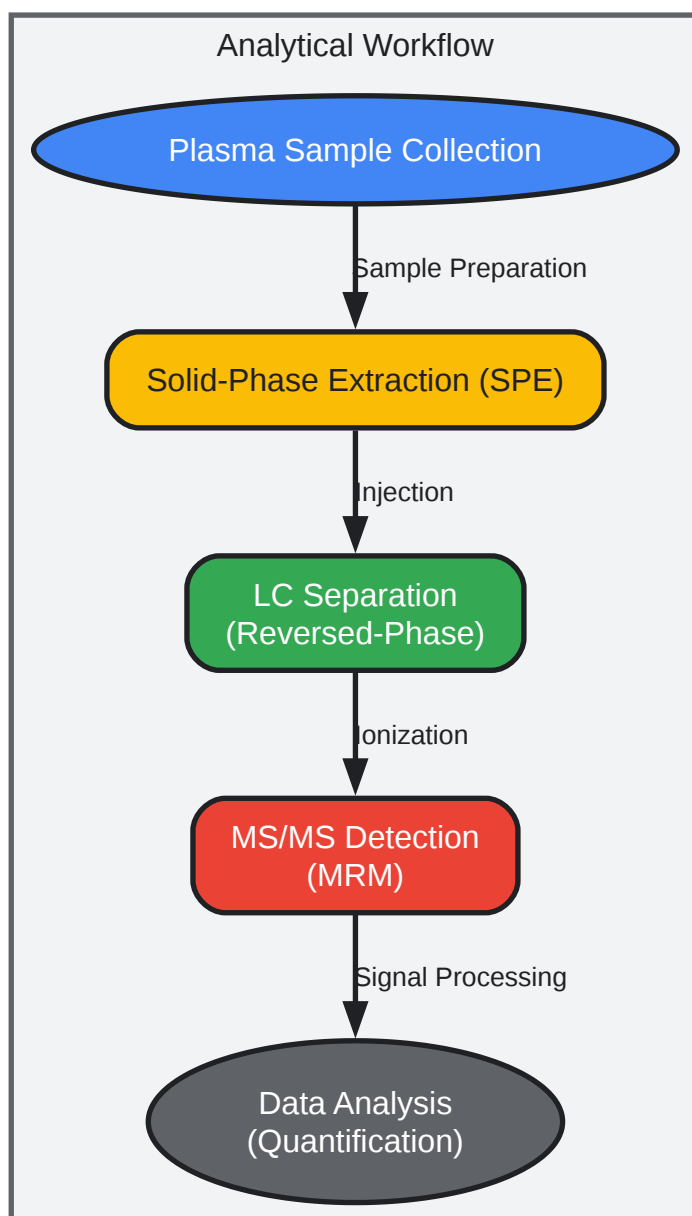 Analytical Workflow
Plasma Sample Collection
Sample Preparation
Solid-Phase Extraction (SPE)
Injection
LC Separation
(Reversed-Phase)
Ionization
MS/MS Detection
(MRM)
Signal Processing
Data Analysis
(Quantification)